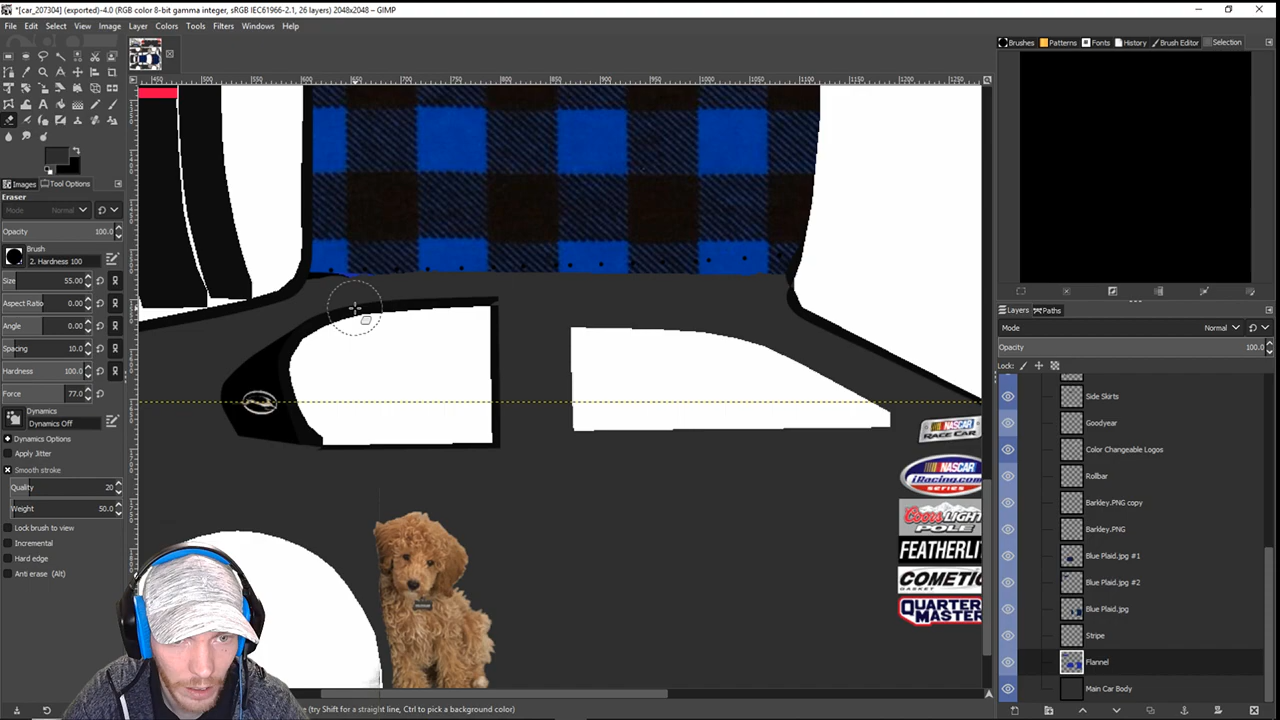 *[car_207304] (exported)-4.0 (RGB color 8-bit gamma integer, sRGB IEC61966-2.1, 26 layers) 2048x2048 – GIMP
File Edit Select View Image Layer Colors Tools Filters Windows Help
Brushes Patterns Fonts History Brush Editor Selection
Images Tool Options
Eraser
Mode Normal
Opacity 100.0
Brush
2. Hardness 100
Size 55.00
Aspect Ratio 0.00
Angle 0.00
Spacing 10.0
Hardness 100.0
Force 77.0
Dynamics
Dynamics Off
Dynamics Options
Apply Jitter
Smooth stroke
Quality 20
Weight 50.0
Lock brush to view
Incremental
Hard edge
Anti erase (Alt)
NASCAR
RACE CAR
NASCAR
iRacing.com
series
Coors LIGHT
POLE
FEATHERLIT
COMETIC
GASKET
QUARTER
MASTER
Layers Paths
Mode Normal
Opacity 100.0
Lock:
Side Skirts
Goodyear
Color Changeable Logos
Rollbar
Barkley.PNG copy
Barkley.PNG
Blue Plaid.jpg #1
Blue Plaid.jpg #2
Blue Plaid.jpg
Stripe
Flannel
Main Car Body
(try Shift for a straight line, Ctrl to pick a background color)